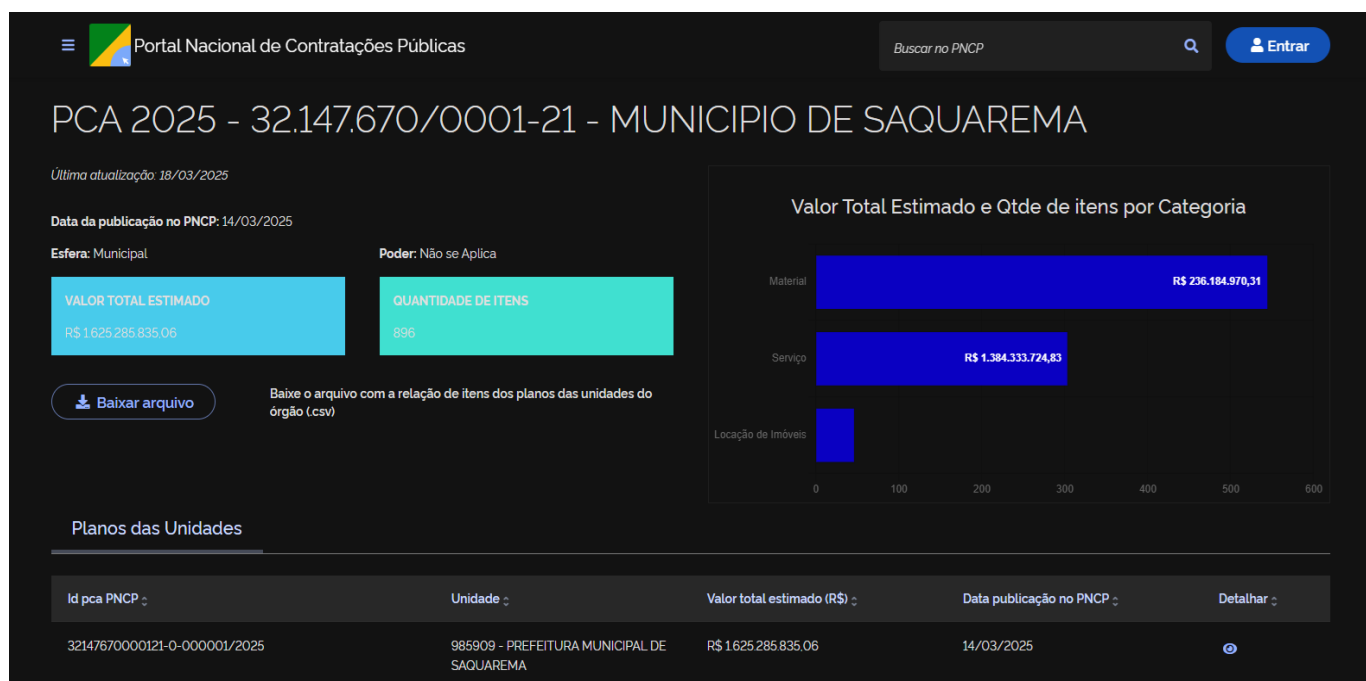 Portal Nacional de Contratações Públicas
Buscar no PNCP
Entrar
PCA 2025 - 32.147.670/0001-21 - MUNICIPIO DE SAQUAREMA
Última atualização: 18/03/2025
Data da publicação no PNCP: 14/03/2025
Esfera: Municipal
Poder: Não se Aplica
VALOR TOTAL ESTIMADO
R$ 1.625.285.835,06
QUANTIDADE DE ITENS
896
Baixar arquivo
Baixe o arquivo com a relação de itens dos planos das unidades do
órgão (.csv)
Valor Total Estimado e Qtde de itens por Categoria
Material
R$ 236.184.970,31
Serviço
R$ 1.384.333.724,83
Locação de Imóveis
0 100 200 300 400 500 600
Planos das Unidades
Id pca PNCP Unidade Valor total estimado (R$) Data publicação no PNCP Detalhar
32147670000121-0-000001/2025 985909 - PREFEITURA MUNICIPAL DE R$ 1.625.285.835,06 14/03/2025
SAQUAREMA